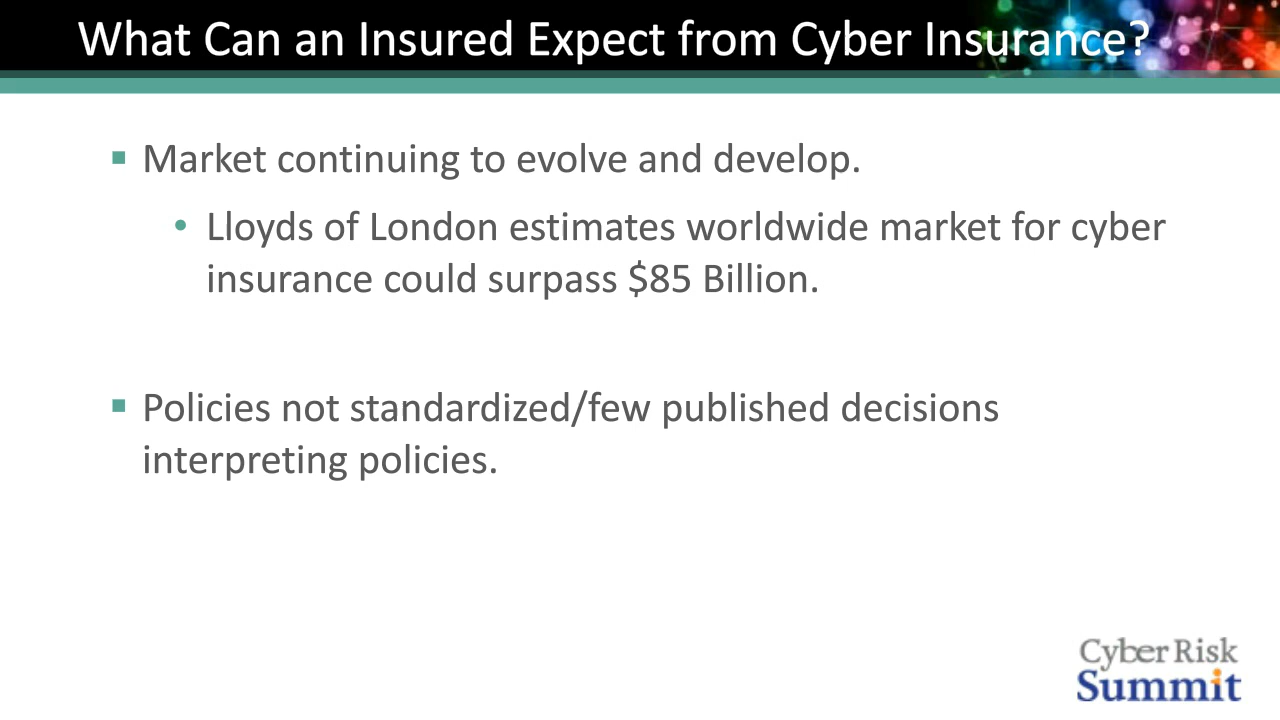 What Can an Insured Expect from Cyber Insurance?
▪ Market continuing to evolve and develop.
• Lloyds of London estimates worldwide market for cyber
insurance could surpass $85 Billion.
▪ Policies not standardized/few published decisions
interpreting policies.
Cyber Risk
Summit